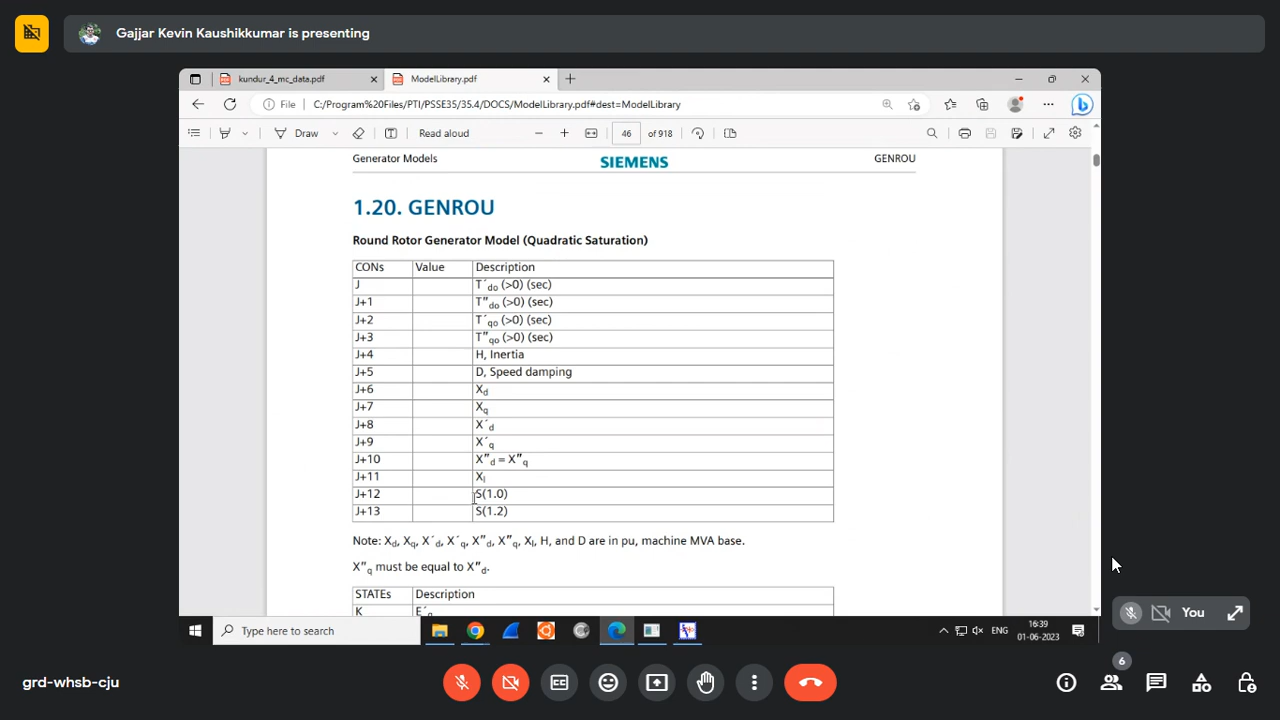 Gajjar Kevin Kaushikkumar is presenting
kundur_4_mc_data.pdf
ModelLibrary.pdf
File C:/Program%20Files/PTI/PSSE35/35.4/DOCS/ModelLibrary.pdf#dest=ModelLibrary
Draw Read aloud 46 of 918
Generator Models SIEMENS GENROU
1.20. GENROU
Round Rotor Generator Model (Quadratic Saturation)
CONs Value Description
J T´do (>0) (sec)
J+1 T″do (>0) (sec)
J+2 T´qo (>0) (sec)
J+3 T″qo (>0) (sec)
J+4 H, Inertia
J+5 D, Speed damping
J+6 Xd
J+7 Xq
J+8 X´d
J+9 X´q
J+10 X″d = X″q
J+11 Xl
J+12 S(1.0)
J+13 S(1.2)
Note: Xd, Xq, X´d, X´q, X″d, X″q, Xl, H, and D are in pu, machine MVA base.
X″q must be equal to X″d.
STATEs Description
K E´q
You
Type here to search
ENG
16:39
01-06-2023
6
grd-whsb-cju